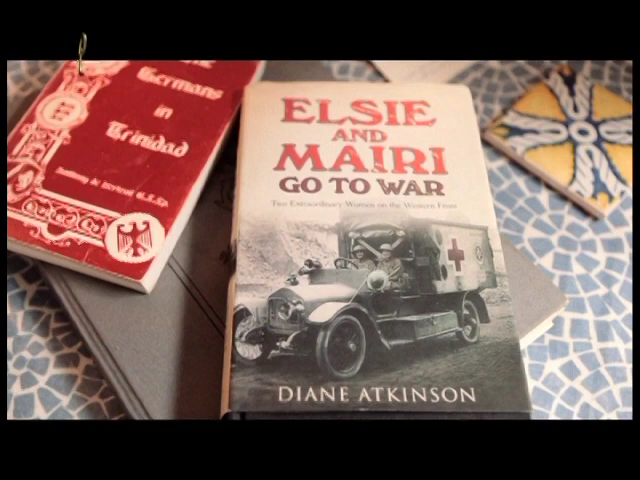 Germans
in
Trinidad
ELSIE
AND
MAIRI
GO TO WAR
Two Extraordinary Women on the Western Front
DIANE ATKINSON